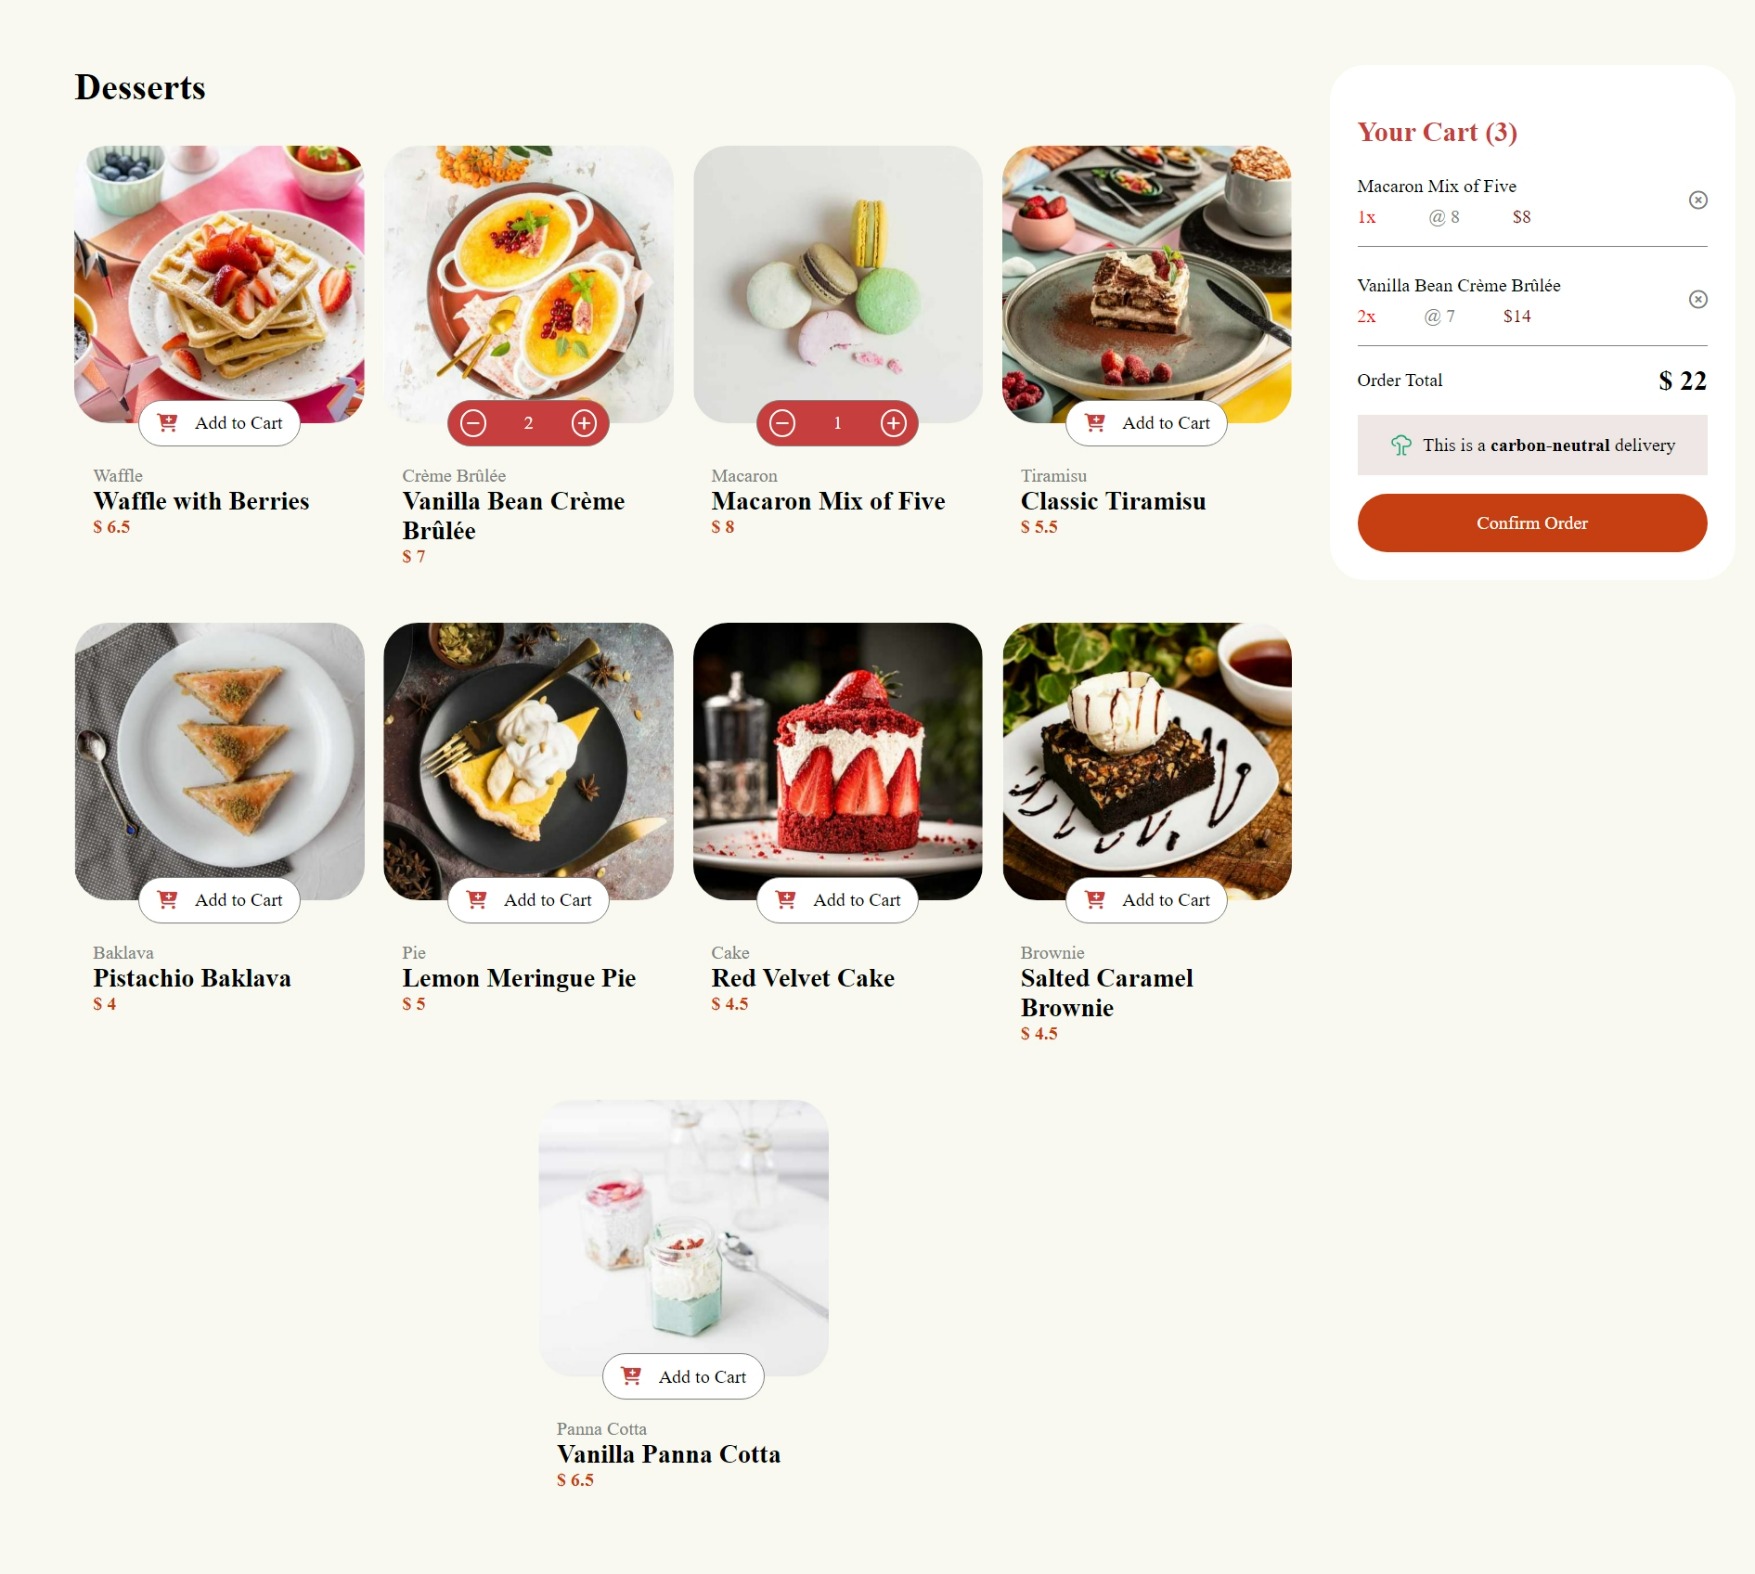 Desserts
Add to Cart
Waffle
Waffle with Berries
$ 6.5
2
Crème Brûlée
Vanilla Bean Crème
Brûlée
$ 7
1
Macaron
Macaron Mix of Five
$ 8
Add to Cart
Tiramisu
Classic Tiramisu
$ 5.5
Add to Cart
Baklava
Pistachio Baklava
$ 4
Add to Cart
Pie
Lemon Meringue Pie
$ 5
Add to Cart
Cake
Red Velvet Cake
$ 4.5
Add to Cart
Brownie
Salted Caramel
Brownie
$ 4.5
Add to Cart
Panna Cotta
Vanilla Panna Cotta
$ 6.5
Your Cart (3)
Macaron Mix of Five
1x @ 8 $8
Vanilla Bean Crème Brûlée
2x @ 7 $14
Order Total $ 22
This is a carbon-neutral delivery
Confirm Order